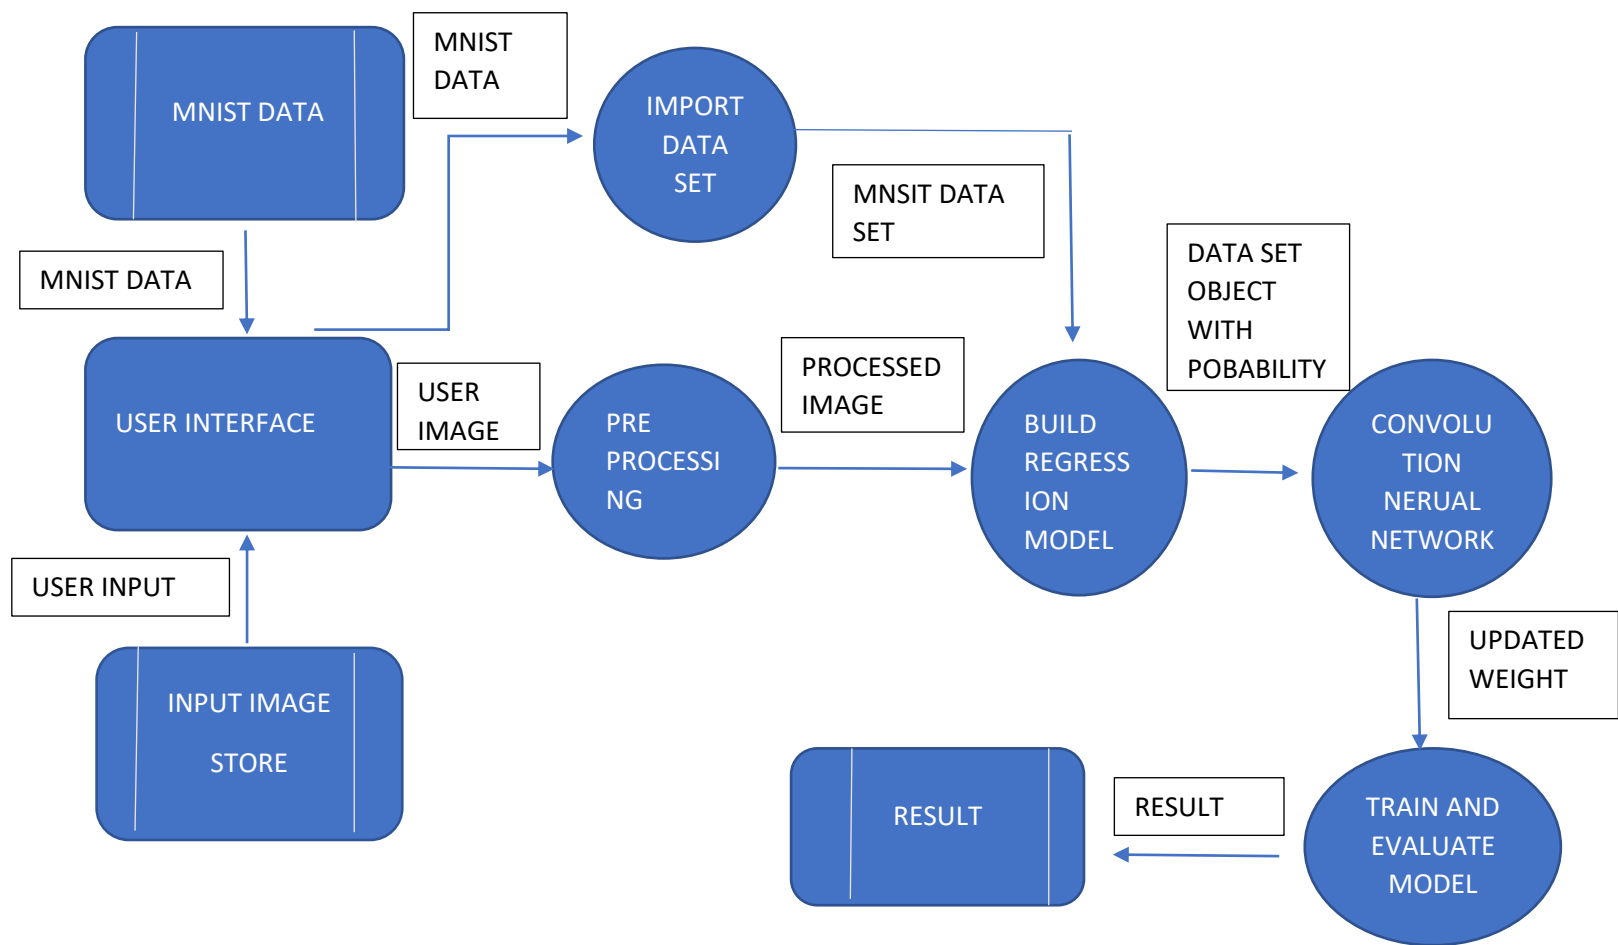 MNIST DATA
MNIST
DATA
IMPORT
DATA
SET
MNSIT DATA
SET
MNIST DATA
DATA SET
OBJECT
WITH
POBABILITY
USER INTERFACE
USER
IMAGE
PRE
PROCESSI
NG
PROCESSED
IMAGE
BUILD
REGRESS
ION
MODEL
CONVOLU
TION
NERUAL
NETWORK
USER INPUT
UPDATED
WEIGHT
INPUT IMAGE
STORE
RESULT
RESULT
TRAIN AND
EVALUATE
MODEL